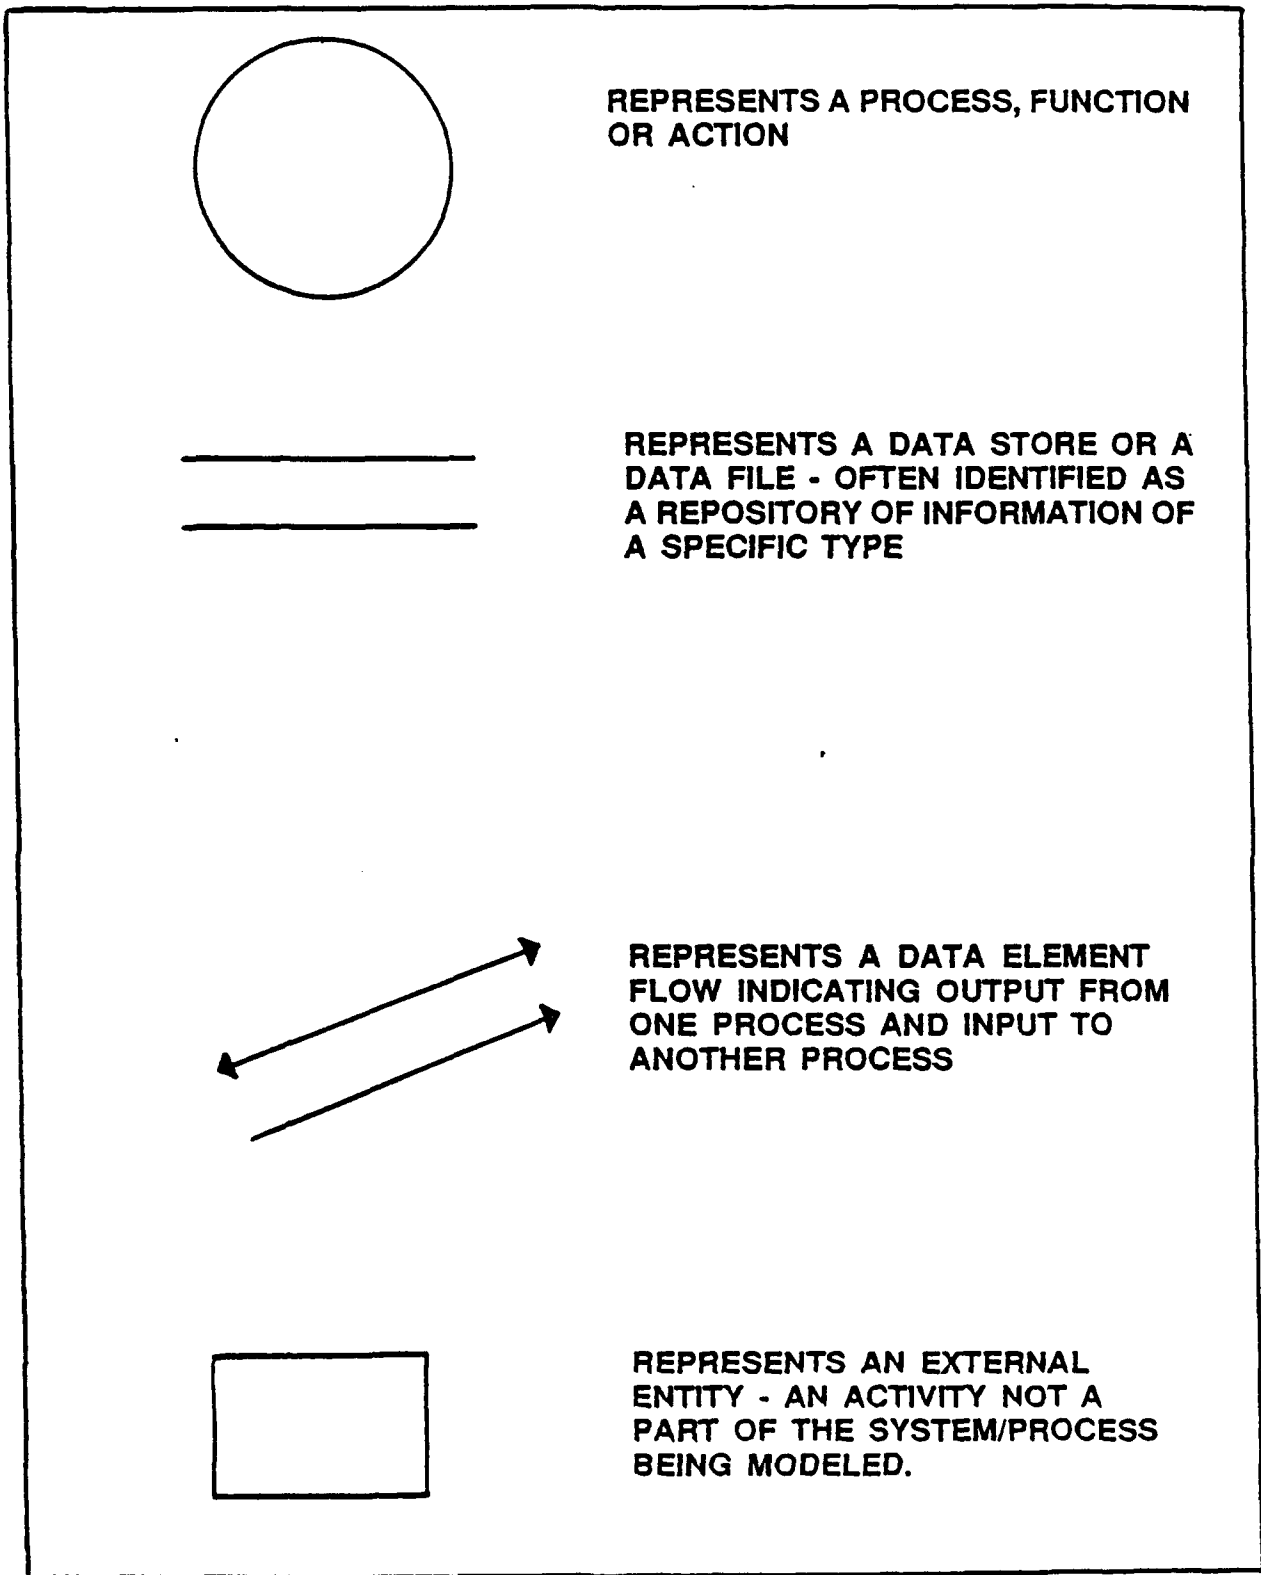 REPRESENTS A PROCESS, FUNCTION
OR ACTION
REPRESENTS A DATA STORE OR A
DATA FILE - OFTEN IDENTIFIED AS
A REPOSITORY OF INFORMATION OF
A SPECIFIC TYPE
REPRESENTS A DATA ELEMENT
FLOW INDICATING OUTPUT FROM
ONE PROCESS AND INPUT TO
ANOTHER PROCESS
REPRESENTS AN EXTERNAL
ENTITY - AN ACTIVITY NOT A
PART OF THE SYSTEM/PROCESS
BEING MODELED.